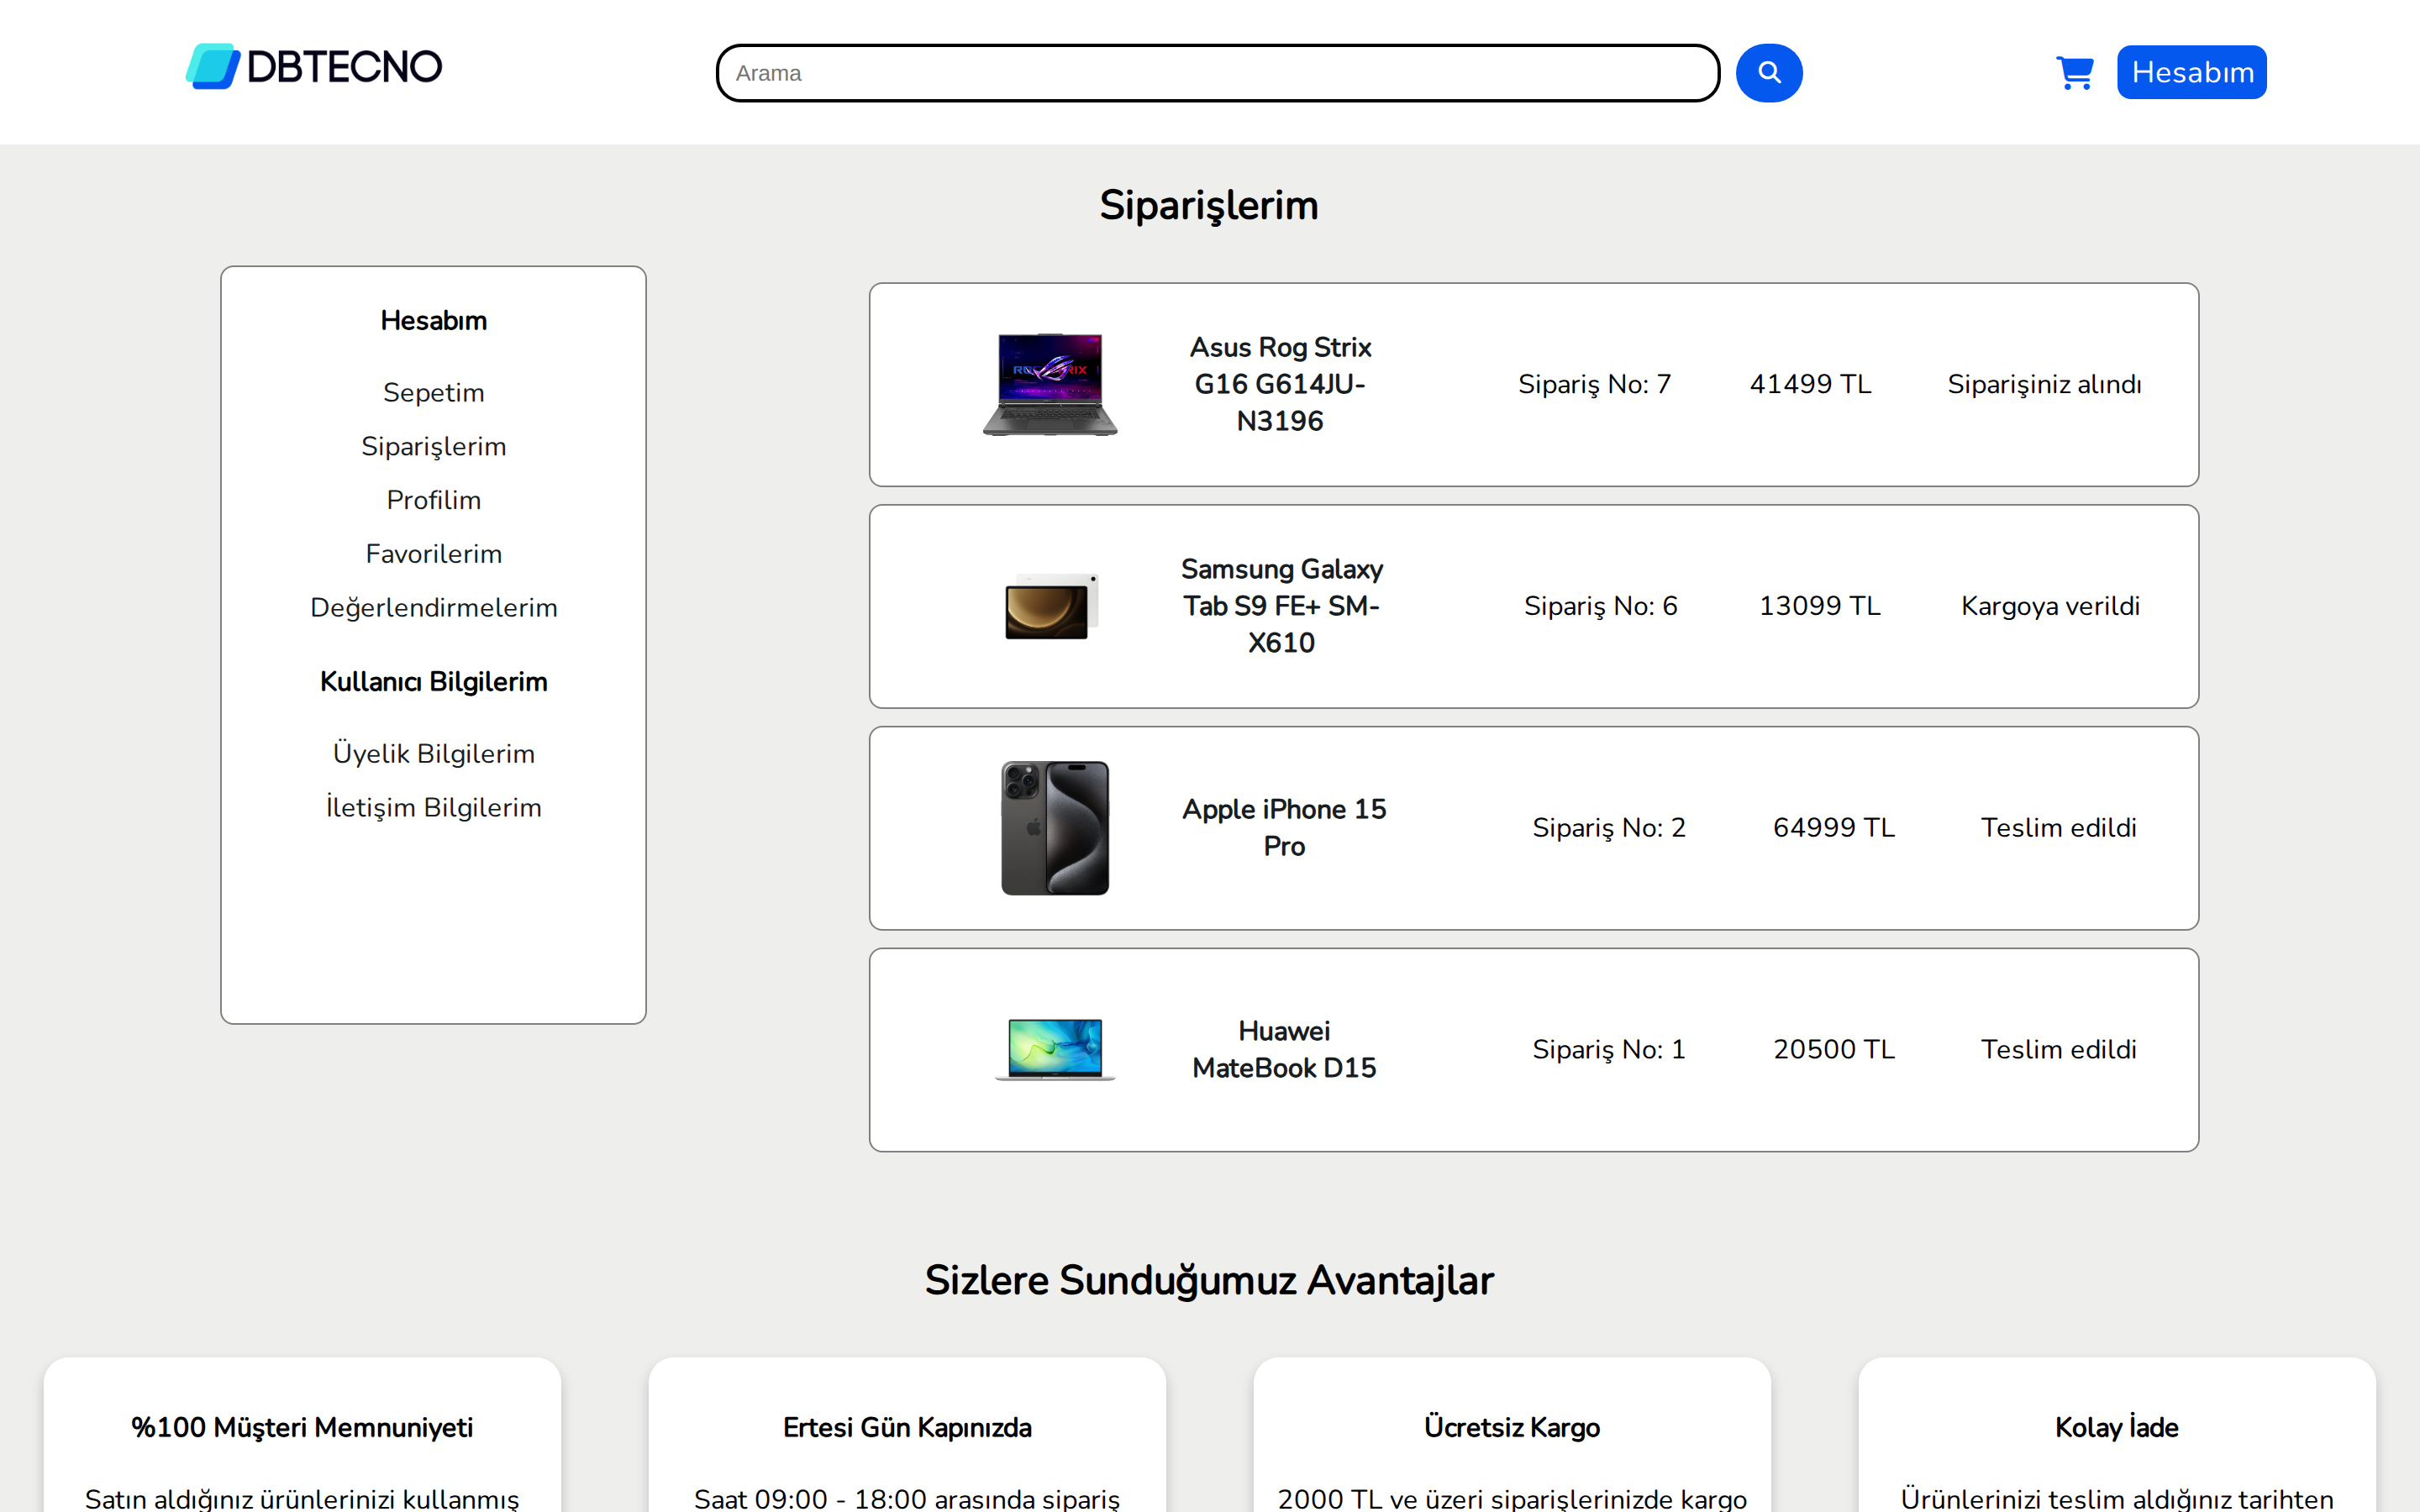 DBTECNO
Arama
Hesabım
Siparişlerim
Hesabım
Sepetim
Siparişlerim
Profilim
Favorilerim
Değerlendirmelerim
Kullanıcı Bilgilerim
Üyelik Bilgilerim
İletişim Bilgilerim
Asus Rog Strix
G16 G614JU-
N3196
Sipariş No: 7
41499 TL
Siparişiniz alındı
Samsung Galaxy
Tab S9 FE+ SM-
X610
Sipariş No: 6
13099 TL
Kargoya verildi
Apple iPhone 15
Pro
Sipariş No: 2
64999 TL
Teslim edildi
Huawei
MateBook D15
Sipariş No: 1
20500 TL
Teslim edildi
Sizlere Sunduğumuz Avantajlar
%100 Müşteri Memnuniyeti
Satın aldığınız ürünlerinizi kullanmış
Ertesi Gün Kapınızda
Saat 09:00 - 18:00 arasında sipariş
Ücretsiz Kargo
2000 TL ve üzeri siparişlerinizde kargo
Kolay İade
Ürünlerinizi teslim aldığınız tarihten